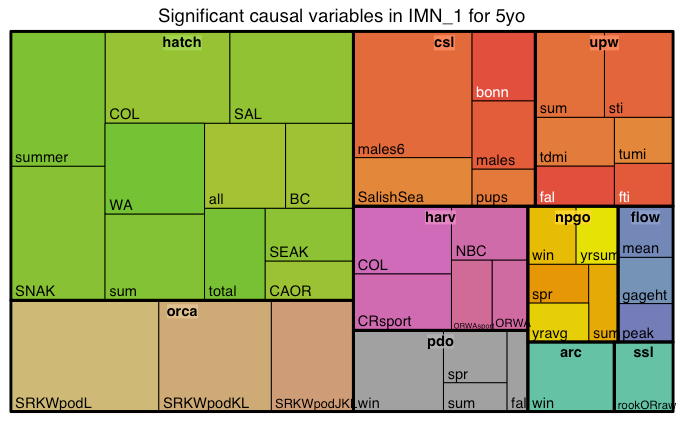 Significant causal variables in IMN_1 for 5yo
hatch
summer
COL
SAL
SNAK
WA
all
BC
sum
total
SEAK
CAOR
orca
SRKWpodL
SRKWpodKL
SRKWpodJKL
csl
males6
bonn
males
SalishSea
pups
upw
sum
sti
tdmi
tumi
fal
fti
harv
COL
NBC
CRsport
ORWAsport
ORWA
pdo
win
spr
sum
fal
npgo
win
yrsum
spr
yravg
sum
flow
mean
gageht
peak
arc
win
ssl
rookORraw